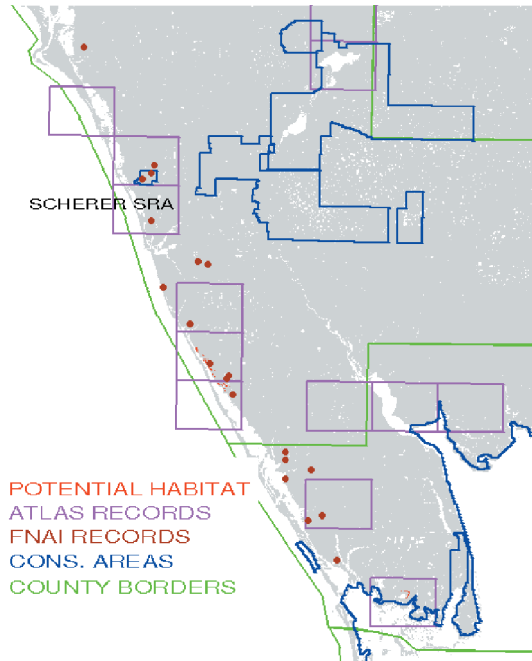 SCHERER SRA
POTENTIAL HABITAT
ATLAS RECORDS
FNAI RECORDS
CONS. AREAS
COUNTY BORDERS